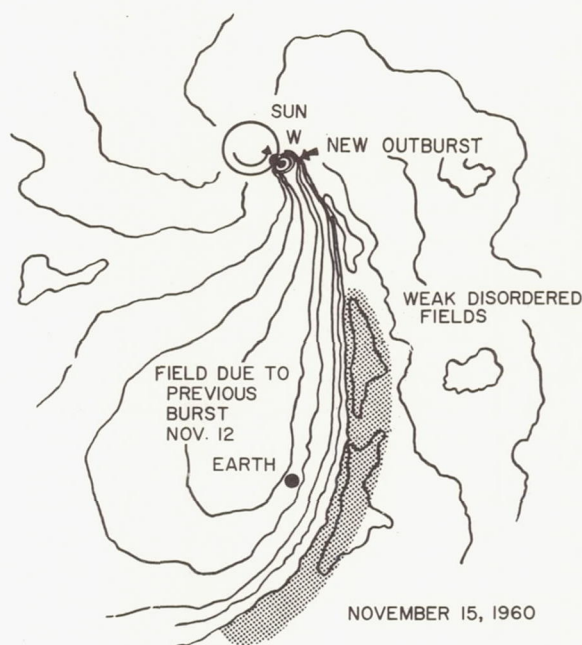 SUN
W
NEW OUTBURST
WEAK DISORDERED
FIELDS
FIELD DUE TO
PREVIOUS
BURST
NOV. 12
EARTH
NOVEMBER 15, 1960